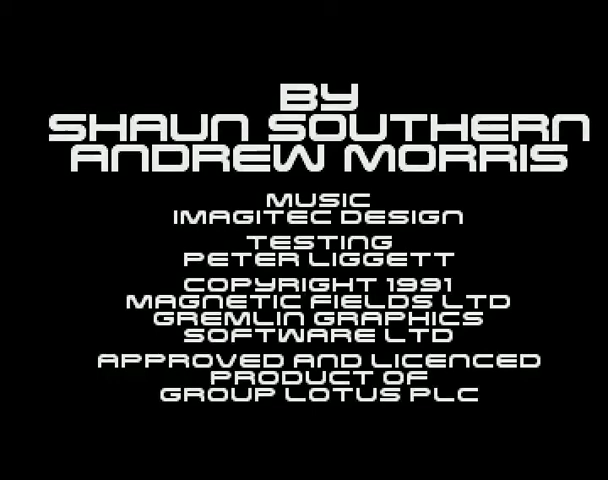 BY
SHAUN SOUTHERN
ANDREW MORRIS
MUSIC
IMAGITEC DESIGN
TESTING
PETER LIGGETT
COPYRIGHT 1991
MAGNETIC FIELDS LTD
GREMLIN GRAPHICS
SOFTWARE LTD
APPROVED AND LICENCED
PRODUCT OF
GROUP LOTUS PLC